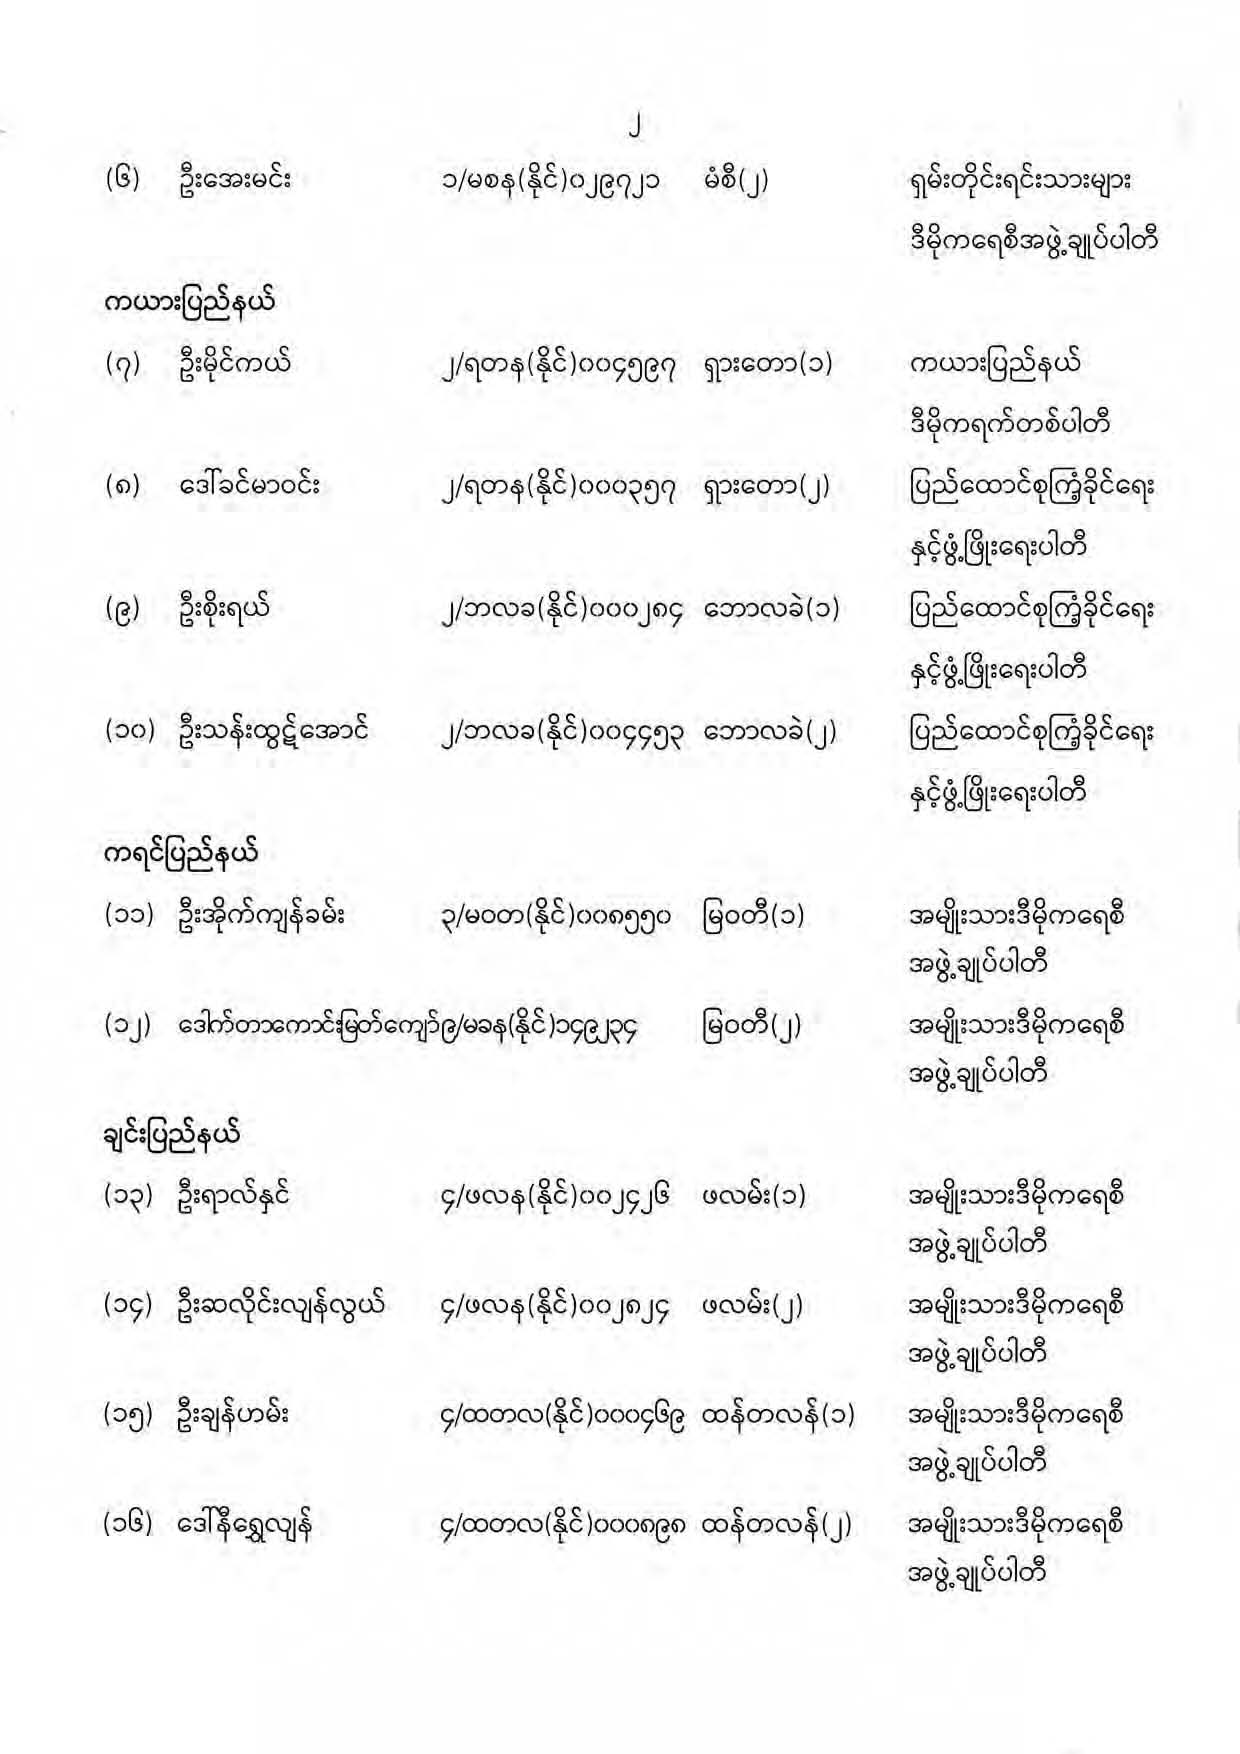 ၂
(၆) ဦးအေးမင်း ၁/မစန(နိုင်)၀၂၉၇၂၁ မံစီ(၂) ရှမ်းတိုင်းရင်းသားများ
ဒီမိုကရေစီအဖွဲ့ချုပ်ပါတီ
ကယားပြည်နယ်
(၇) ဦးမိုင်ကယ် ၂/ရတန(နိုင်)၀၀၄၅၉၇ ရှားတော(၁) ကယားပြည်နယ်
ဒီမိုကရက်တစ်ပါတီ
(၈) ဒေါ်ခင်မာဝင်း ၂/ရတန(နိုင်)၀၀၀၃၅၇ ရှားတော(၂) ပြည်ထောင်စုကြံ့ခိုင်ရေး
နှင့်ဖွံ့ဖြိုးရေးပါတီ
(၉) ဦးစိုးရယ် ၂/ဘလခ(နိုင်)၀၀၀၂၈၄ ဘောလခဲ(၁) ပြည်ထောင်စုကြံ့ခိုင်ရေး
နှင့်ဖွံ့ဖြိုးရေးပါတီ
(၁၀) ဦးသန်းထွဋ်အောင် ၂/ဘလခ(နိုင်)၀၀၄၄၅၃ ဘောလခဲ(၂) ပြည်ထောင်စုကြံ့ခိုင်ရေး
နှင့်ဖွံ့ဖြိုးရေးပါတီ
ကရင်ပြည်နယ်
(၁၁) ဦးအိုက်ကျန်ခမ်း ၃/မဝတ(နိုင်)၀၀၈၅၅၀ မြဝတီ(၁) အမျိုးသားဒီမိုကရေစီ
အဖွဲ့ချုပ်ပါတီ
(၁၂) ဒေါက်တာကောင်းမြတ်ကျော်၉/မခန(နိုင်)၁၄၉၂၃၄ မြဝတီ(၂) အမျိုးသားဒီမိုကရေစီ
အဖွဲ့ချုပ်ပါတီ
ချင်းပြည်နယ်
(၁၃) ဦးရာလ်နှင် ၄/ဖလန(နိုင်)၀၀၂၄၂၆ ဖလမ်း(၁) အမျိုးသားဒီမိုကရေစီ
အဖွဲ့ချုပ်ပါတီ
(၁၄) ဦးဆလိုင်းလျန်လွယ် ၄/ဖလန(နိုင်)၀၀၂၈၂၄ ဖလမ်း(၂) အမျိုးသားဒီမိုကရေစီ
အဖွဲ့ချုပ်ပါတီ
(၁၅) ဦးချန်ဟမ်း ၄/ထတလ(နိုင်)၀၀၀၄၆၉ ထန်တလန်(၁) အမျိုးသားဒီမိုကရေစီ
အဖွဲ့ချုပ်ပါတီ
(၁၆) ဒေါ်နီရွှေလျန် ၄/ထတလ(နိုင်)၀၀၀၈၉၈ ထန်တလန်(၂) အမျိုးသားဒီမိုကရေစီ
အဖွဲ့ချုပ်ပါတီ